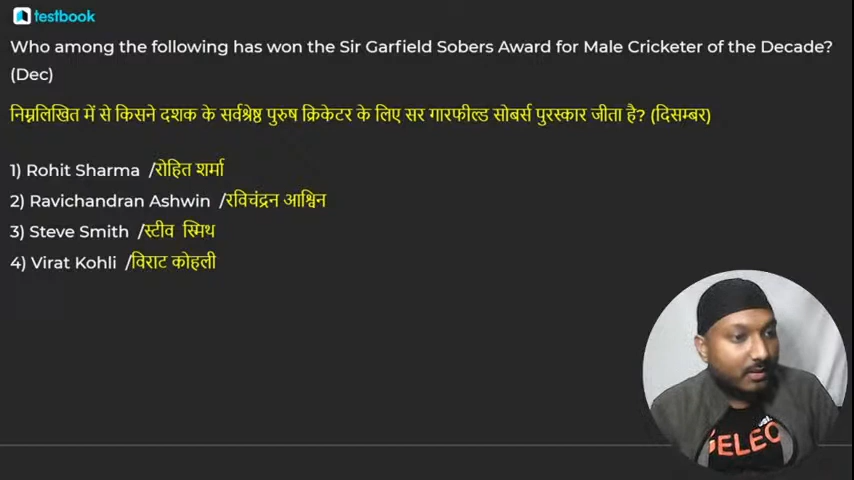 testbook
Who among the following has won the Sir Garfield Sobers Award for Male Cricketer of the Decade?
(Dec)
निम्नलिखित में से किसने दशक के सर्वश्रेष्ठ पुरुष क्रिकेटर के लिए सर गारफील्ड सोबर्स पुरस्कार जीता है? (दिसम्बर)
1) Rohit Sharma /रोहित शर्मा
2) Ravichandran Ashwin /रविचंद्रन आश्विन
3) Steve Smith /स्टीव स्मिथ
4) Virat Kohli /विराट कोहली